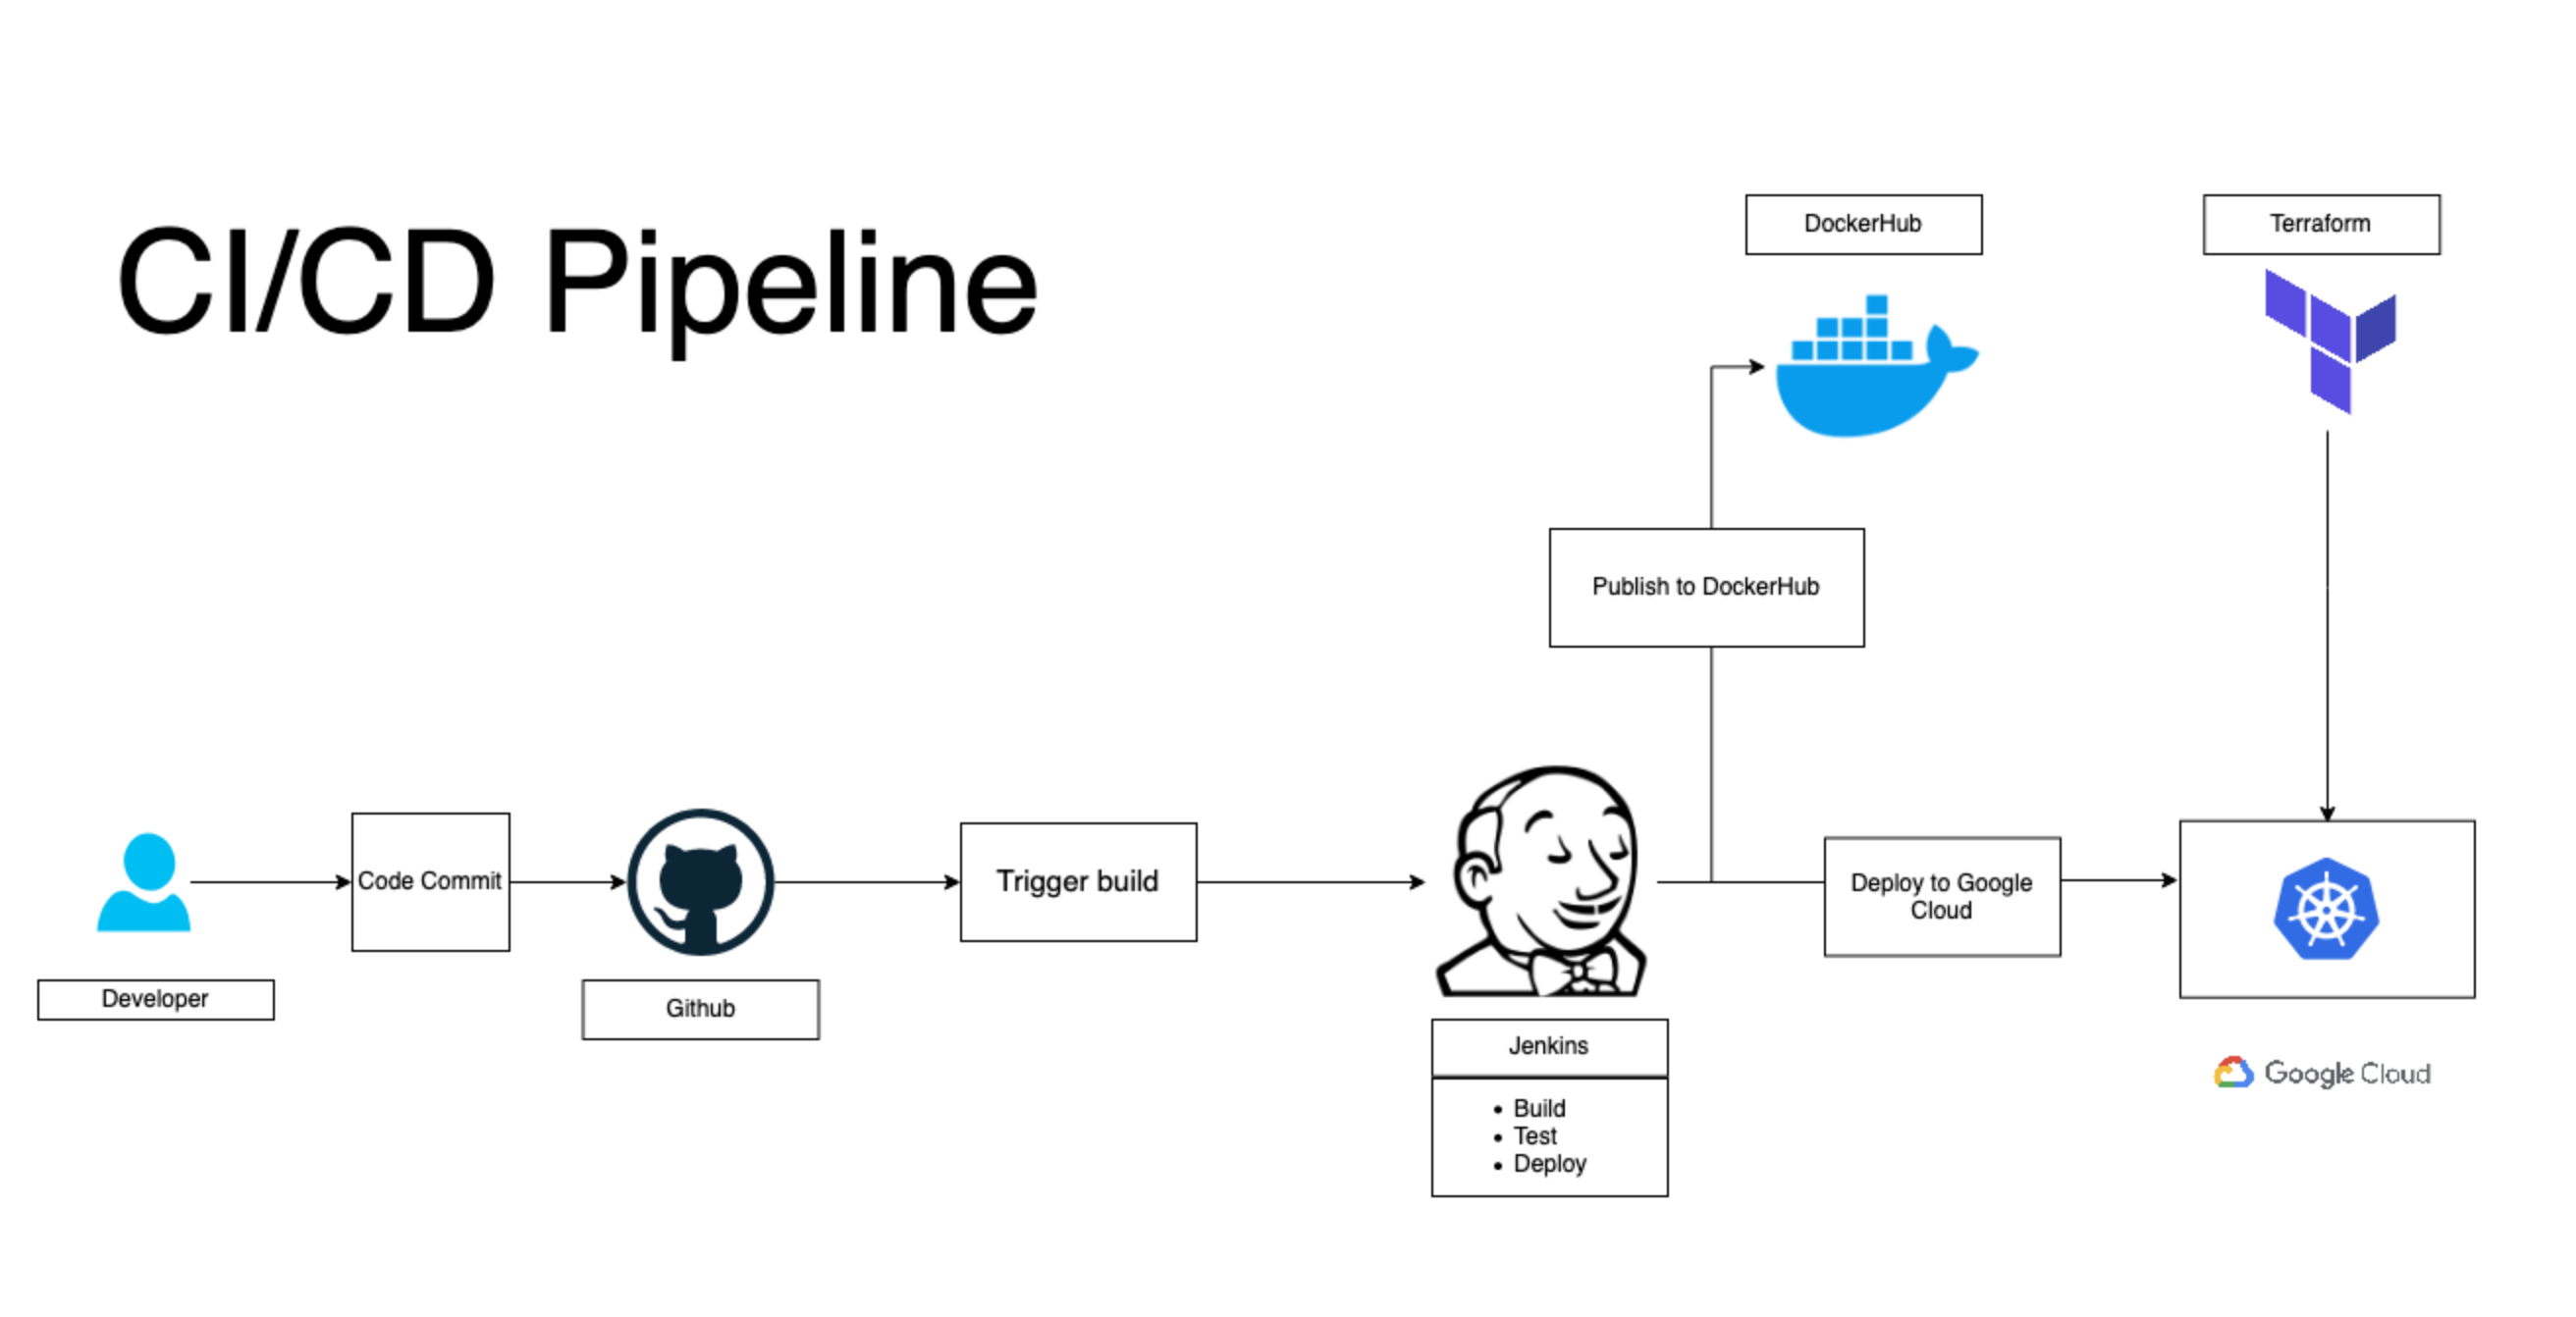 CI/CD Pipeline
DockerHub
Terraform
Publish to DockerHub
Code Commit
Trigger build
Deploy to Google
Cloud
Developer
Github
Jenkins
• Build
• Test
• Deploy
Google Cloud